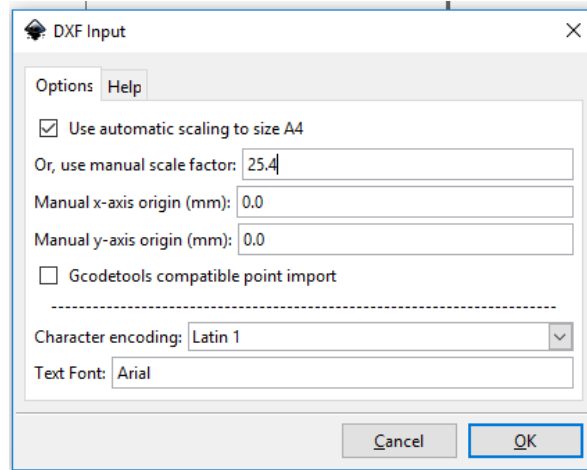 DXF Input
Options Help
Use automatic scaling to size A4
Or, use manual scale factor: 25.4
Manual x-axis origin (mm): 0.0
Manual y-axis origin (mm): 0.0
Gcodetools compatible point import
------------------------------------------------------------------------
Character encoding: Latin 1
Text Font: Arial
Cancel OK